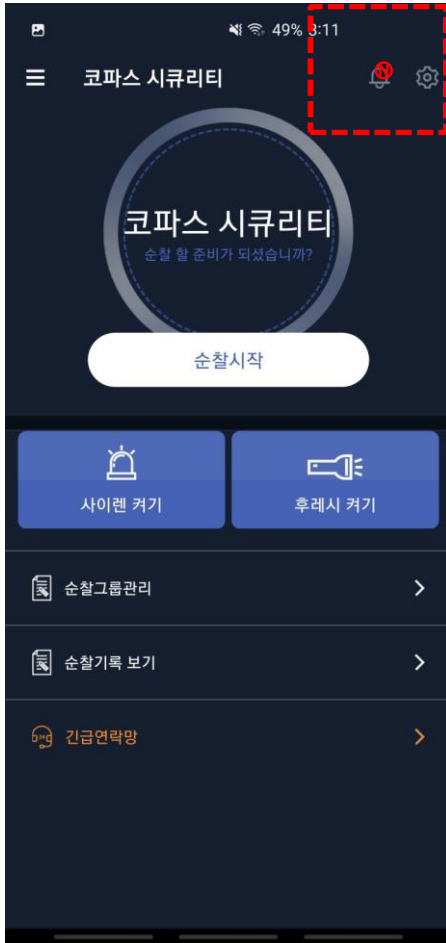 49% 3:11
코파스 시큐리티
N
코파스 시큐리티
순찰 할 준비가 되셨습니까?
순찰시작
사이렌 켜기
후레시 켜기
순찰그룹관리
순찰기록 보기
긴급연락망